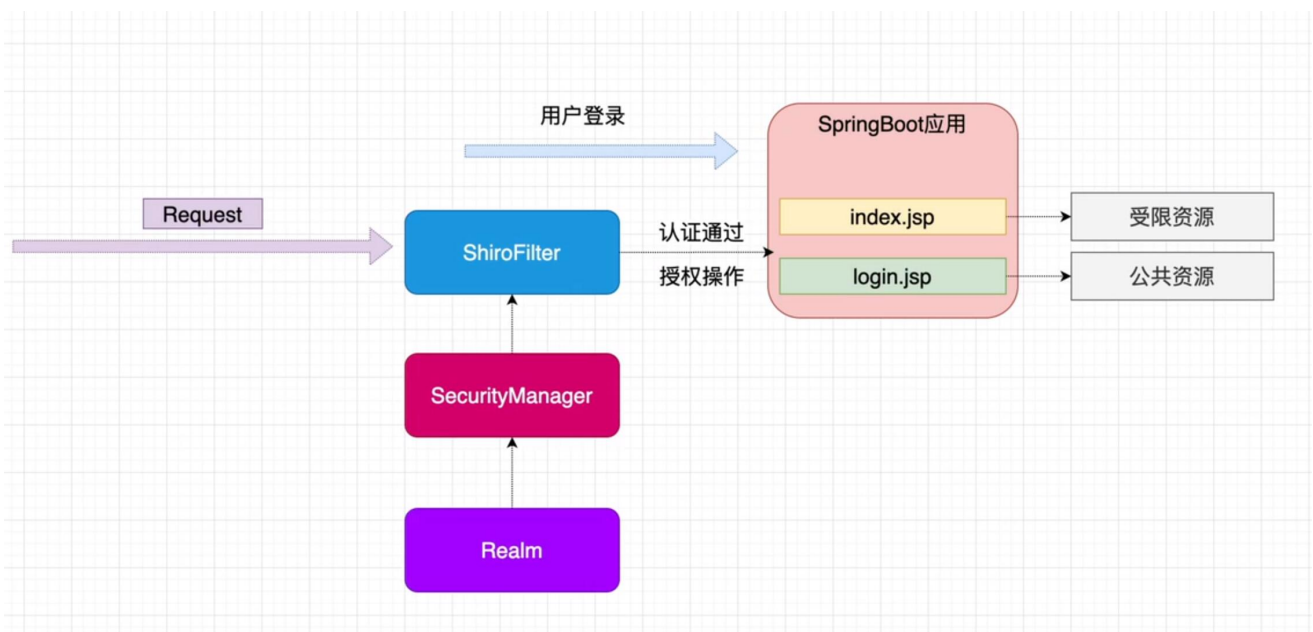 用户登录
SpringBoot应用
Request
index.jsp
受限资源
ShiroFilter
认证通过
授权操作
login.jsp
公共资源
SecurityManager
Realm